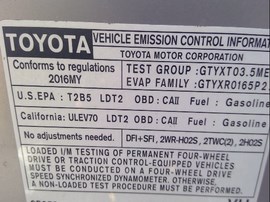 TOYOTA VEHICLE EMISSION CONTROL
TOYOTA MOTOR CORPORATION
Conforms to regulations
2016MY
TEST GROUP: GTYXT03.5ME
EVAP FAMILY: GTYXR0165P2
U.S.EPA : T2B5 LDT2 OBD : CAII Fuel : Gasoline
California: ULEV70 LDT2 OBD : CAII Fuel : Gasoline
No adjustments needed. DFI+SFI, 2WR-HO2S, 2TWC(2), 2HO2S
LOADED I/M TESTING OF PERMANENT FOUR-WHEEL
DRIVE OR TRACTION CONTROL-EQUIPPED VEHICLES
MUST BE CONDUCTED ON A FOUR-WHEEL DRIVE
SPEED SYNCHRONIZED DYNAMOMETER. OTHERWISE,
A NON-LOADED TEST PROCEDURE MUST BE USED.